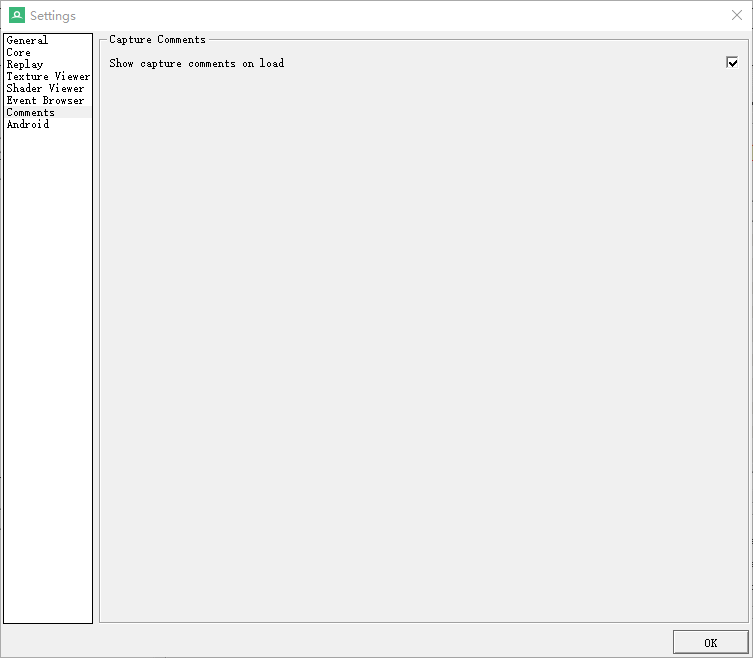 Settings
General
Core
Replay
Texture Viewer
Shader Viewer
Event Browser
Comments
Android
Capture Comments
Show capture comments on load
OK